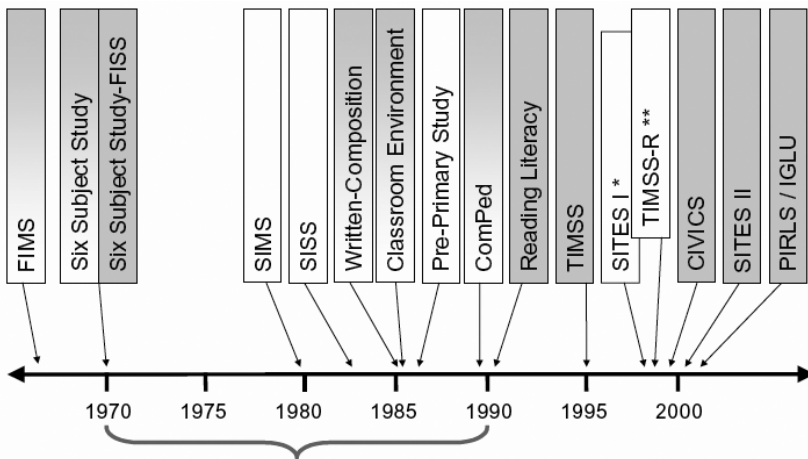 FIMS
Six Subject Study
Six Subject Study-FISS
SIMS
SISS
Written-Composition
Classroom Environment
Pre-Primary Study
ComPed
Reading Literacy
TIMSS
SITES I *
TIMSS-R **
CIVICS
SITES II
PIRLS / IGLU
1970
1975
1980
1985
1990
1995
2000